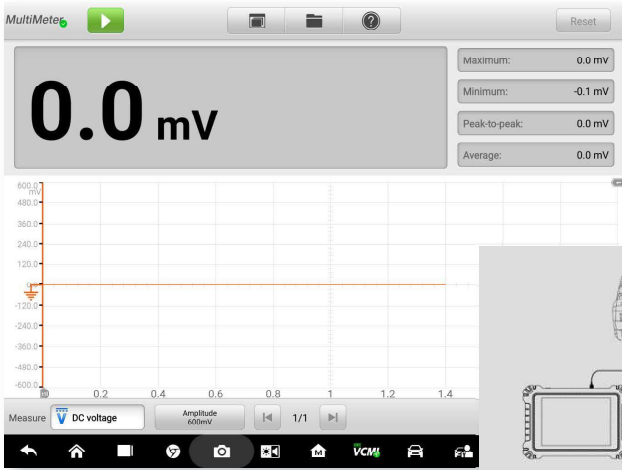 MultiMeter
Reset
0.0 mV
Maximum: 0.0 mV
Minimum: -0.1 mV
Peak-to-peak: 0.0 mV
Average: 0.0 mV
600.0
mV
480.0
360.0
240.0
120.0
0.0
-120.0
-240.0
-360.0
-480.0
-600.0
0.2 0.4 0.6 0.8 1 1.2 1.4
Measure DC voltage
Amplitude
600mV
1/1
VCMI